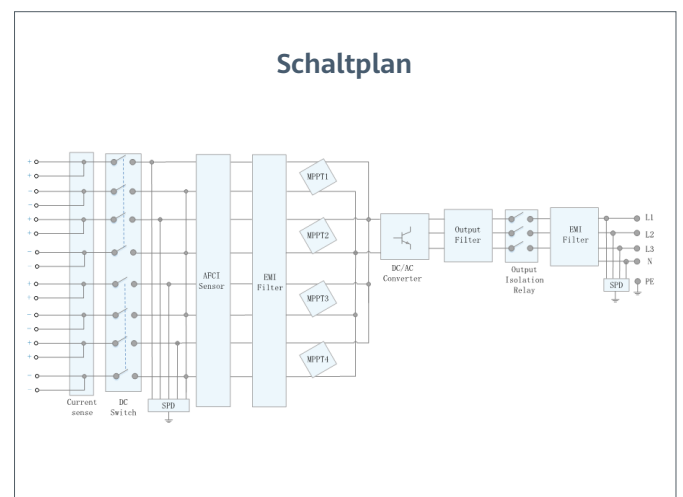 Schaltplan
+
+
-
-
+
+
-
-
+
+
-
-
+
+
-
-
Current
sense
DC
Switch
SPD
AFCI
Sensor
EMI
Filter
MPPT1
MPPT2
MPPT3
MPPT4
DC/AC
Converter
Output
Filter
Output
Isolation
Relay
EMI
Filter
L1
L2
L3
N
PE
SPD